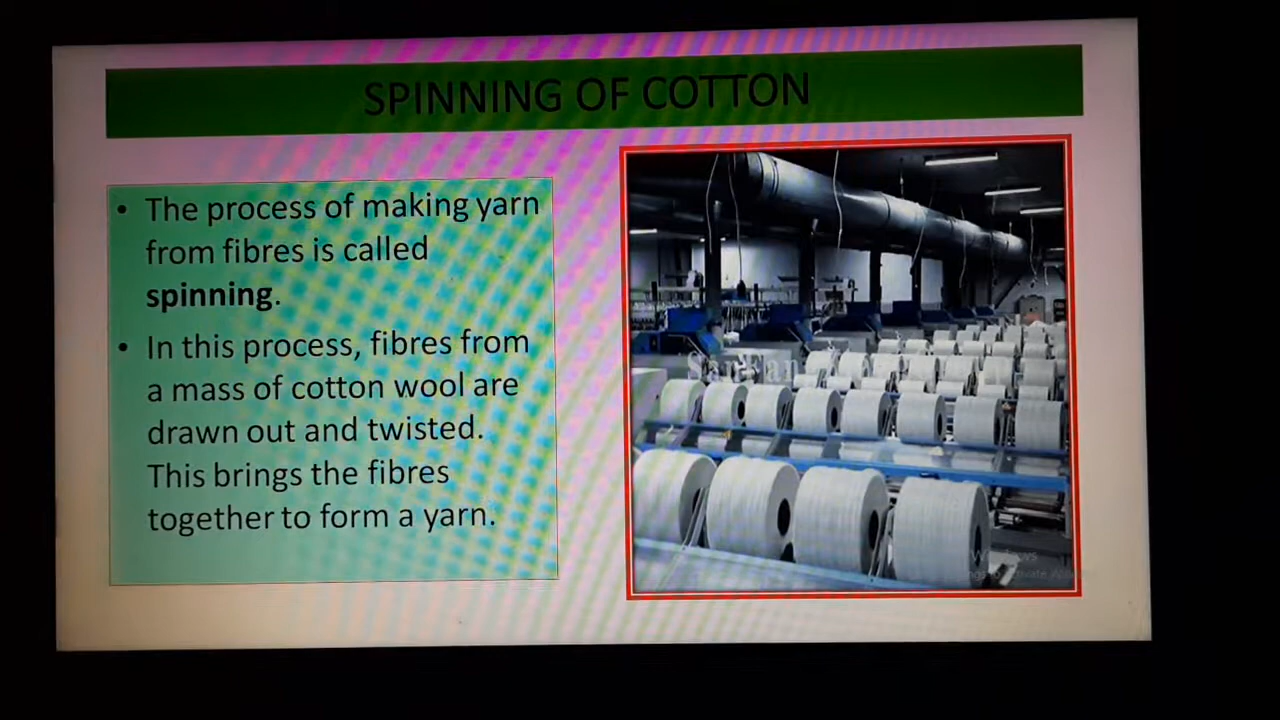 SPINNING OF COTTON
• The process of making yarn
from fibres is called
spinning.
• In this process, fibres from
a mass of cotton wool are
drawn out and twisted.
This brings the fibres
together to form a yarn.